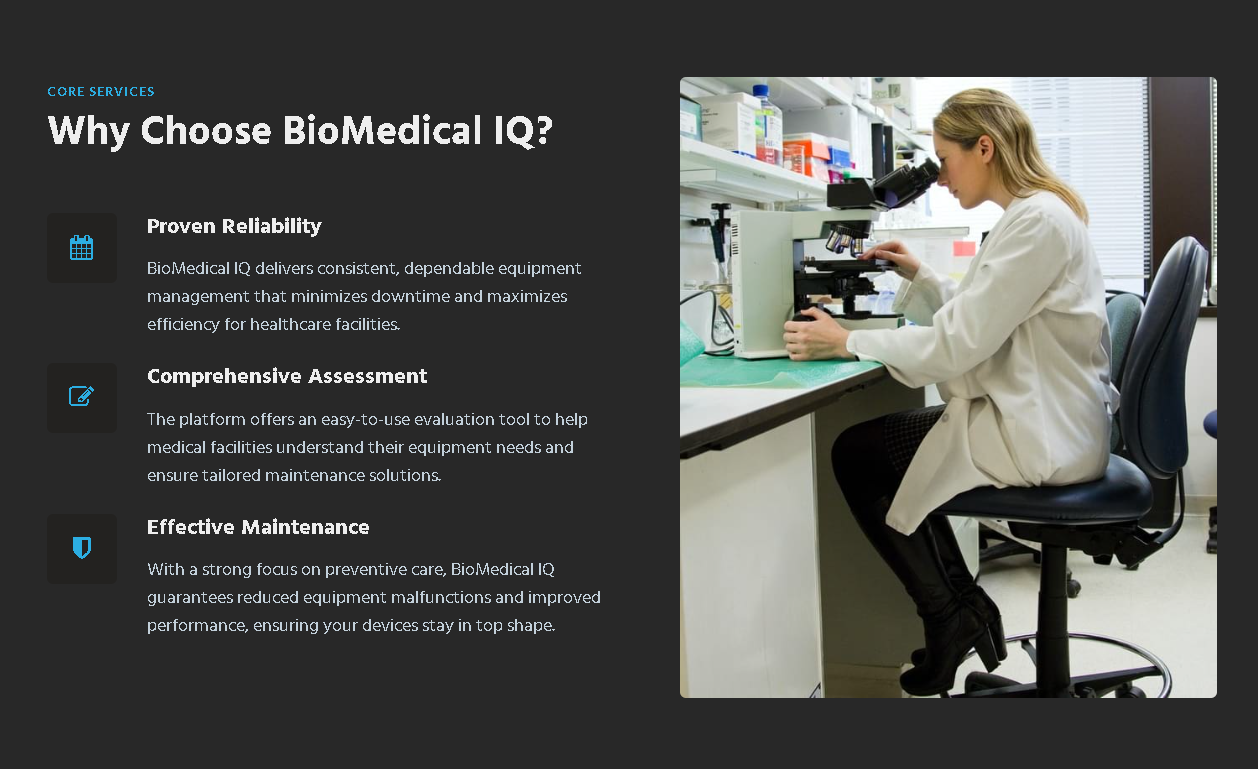 CORE SERVICES
Why Choose BioMedical IQ?
Proven Reliability
BioMedical IQ delivers consistent, dependable equipment
management that minimizes downtime and maximizes
efficiency for healthcare facilities.
Comprehensive Assessment
The platform offers an easy-to-use evaluation tool to help
medical facilities understand their equipment needs and
ensure tailored maintenance solutions.
Effective Maintenance
With a strong focus on preventive care, BioMedical IQ
guarantees reduced equipment malfunctions and improved
performance, ensuring your devices stay in top shape.